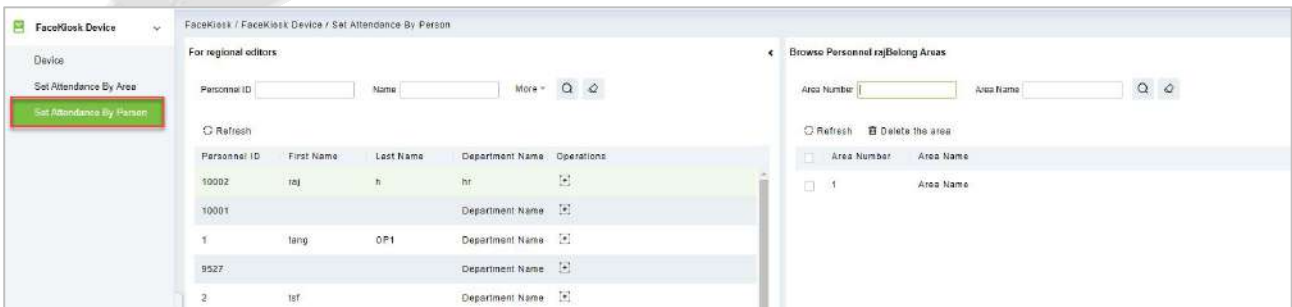 FaceKiosk Device
Device
Set Attendance By Area
Set Attendance By Person
FaceKiosk / FaceKiosk Device / Set Attendance By Person
For regional editors
Personnel ID Name More
Refresh
Personnel ID First Name Last Name Department Name Operations
10002 raj h hr
10001 Department Name
1 tang OP1 Department Name
9527 Department Name
2 tsf Department Name
Browse Personnel rajBelong Areas
Area Number Area Name
Refresh Delete the area
Area Number Area Name
1 Area Name